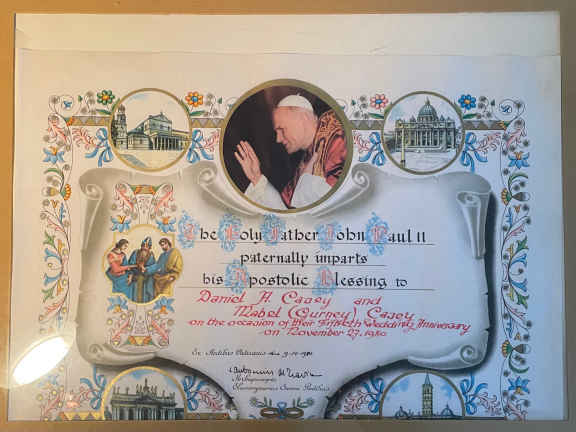 The Holy Father John Paul II
paternally imparts
his Apostolic Blessing to
Daniel H. Casey and
Mabel (Gurney) Casey
on the occasion of their Fiftieth Wedding Anniversary
on November 27, 1980
Ex Aedibus Vaticanis die